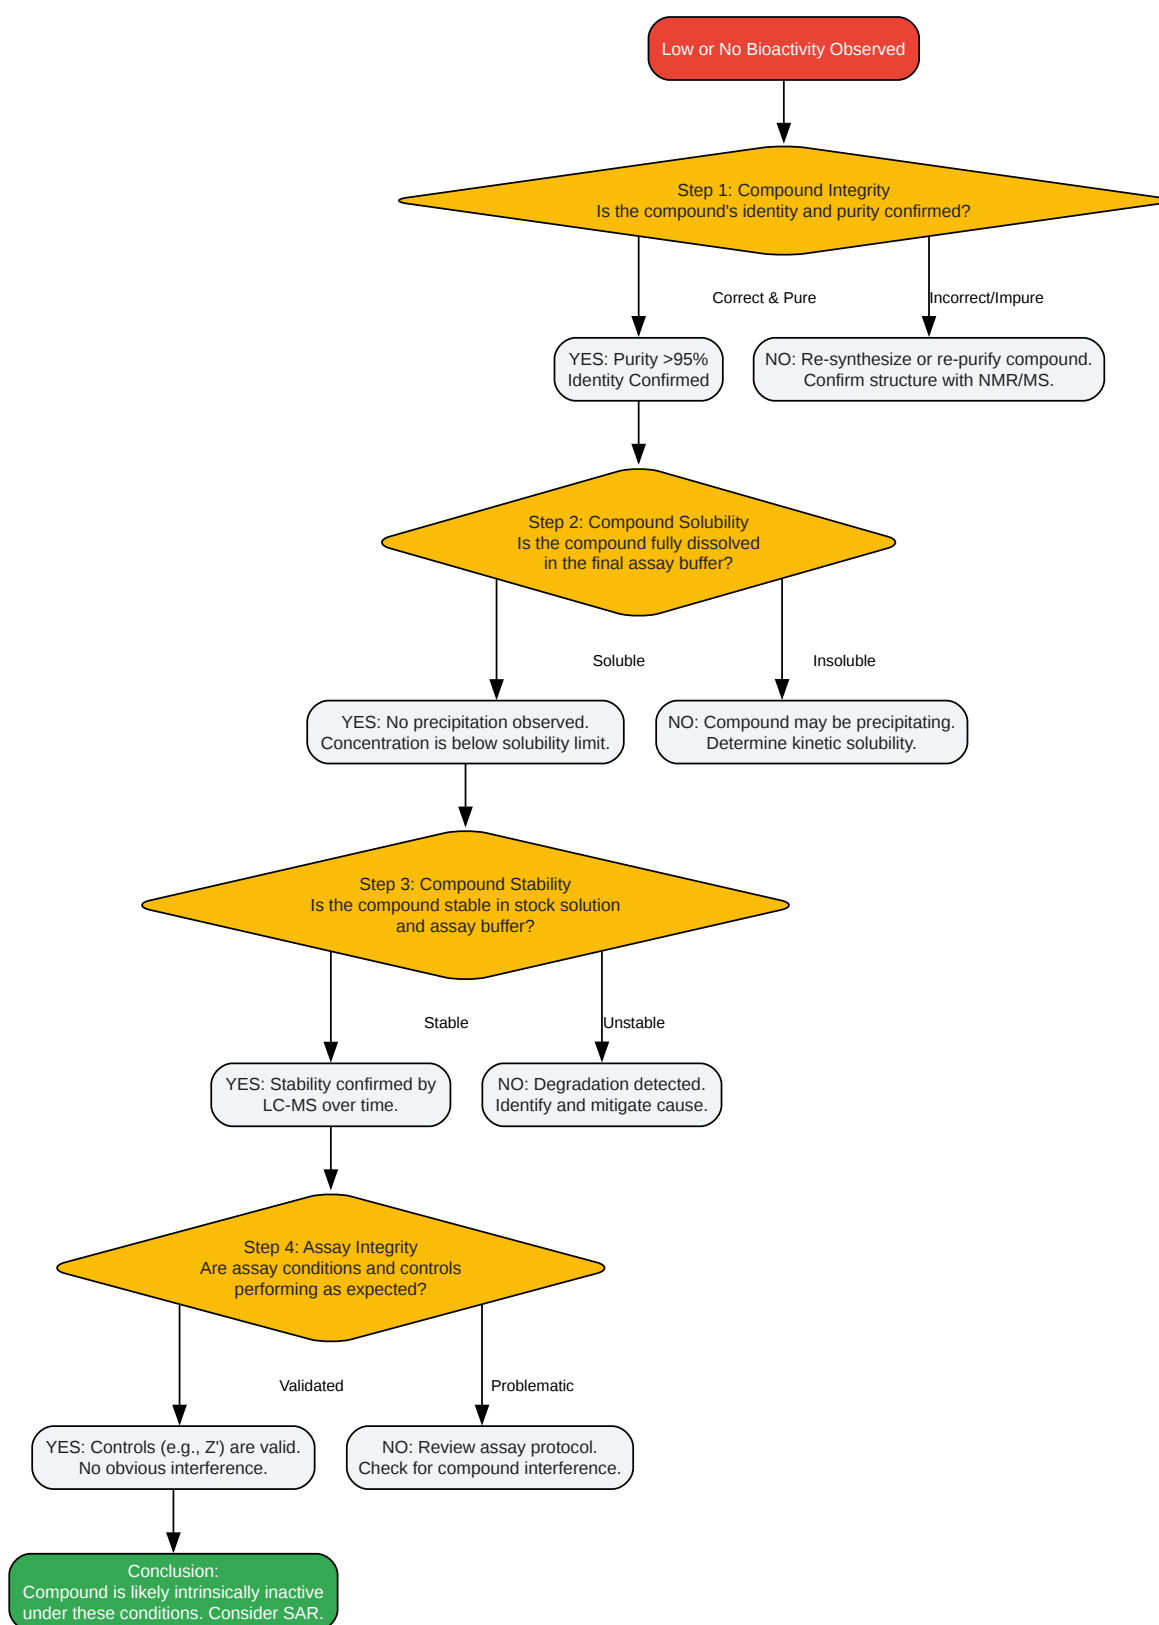 Low or No Bioactivity Observed
Step 1: Compound Integrity
Is the compound's identity and purity confirmed?
Correct & Pure
Incorrect/Impure
YES: Purity >95%
Identity Confirmed
NO: Re-synthesize or re-purify compound.
Confirm structure with NMR/MS.
Step 2: Compound Solubility
Is the compound fully dissolved
in the final assay buffer?
Soluble
Insoluble
YES: No precipitation observed.
Concentration is below solubility limit.
NO: Compound may be precipitating.
Determine kinetic solubility.
Step 3: Compound Stability
Is the compound stable in stock solution
and assay buffer?
Stable
Unstable
YES: Stability confirmed by
LC-MS over time.
NO: Degradation detected.
Identify and mitigate cause.
Step 4: Assay Integrity
Are assay conditions and controls
performing as expected?
Validated
Problematic
YES: Controls (e.g., Z') are valid.
No obvious interference.
NO: Review assay protocol.
Check for compound interference.
Conclusion:
Compound is likely intrinsically inactive
under these conditions. Consider SAR.